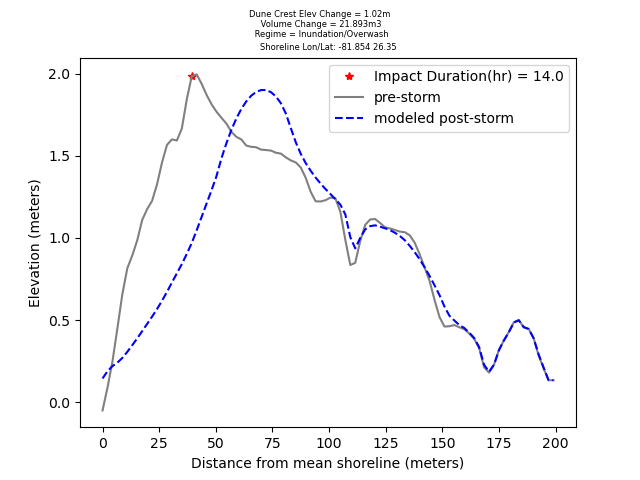 Dune Crest Elev Change = 1.02m
Volume Change = 21.893m3
Regime = Inundation/Overwash
Shoreline Lon/Lat: -81.854 26.35
Impact Duration(hr) = 14.0
pre-storm
modeled post-storm
Elevation (meters)
2.0
1.5
1.0
0.5
0.0
0 25 50 75 100 125 150 175 200
Distance from mean shoreline (meters)